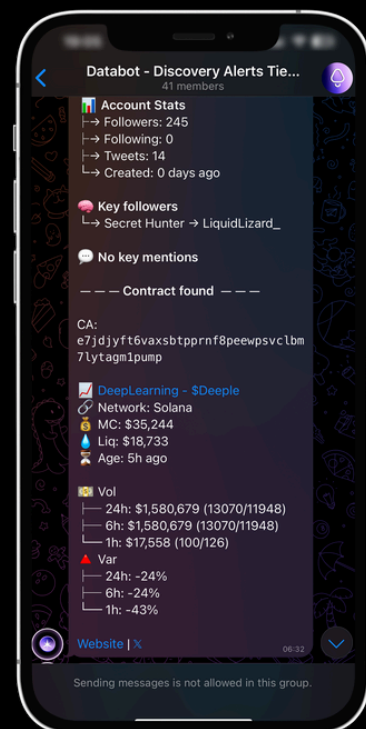 Databot - Discovery Alerts Tie...
41 members
📊 Account Stats
├→ Followers: 245
├→ Following: 0
├→ Tweets: 14
└→ Created: 0 days ago
🧠 Key followers
└→ Secret Hunter → LiquidLizard_
💬 No key mentions
— — — Contract found — — —
CA:
e7jdjyft6vaxsbtpprnf8peewpsvclbm
7lytagm1pump
📈 DeepLearning - $Deeple
🔗 Network: Solana
💰 MC: $35,244
💧 Liq: $18,733
⏳ Age: 5h ago
💵 Vol
├── 24h: $1,580,679 (13070/11948)
├── 6h: $1,580,679 (13070/11948)
└── 1h: $17,558 (100/126)
🔺 Var
├── 24h: -24%
├── 6h: -24%
└── 1h: -43%
Website | 𝕏
06:32
Sending messages is not allowed in this group.